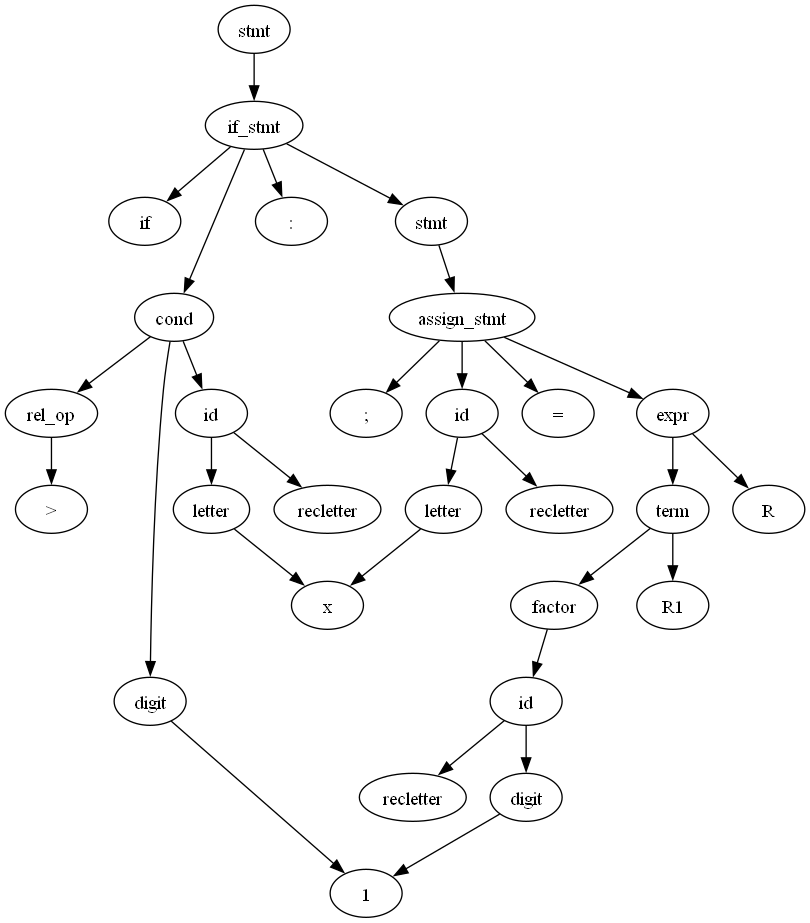 stmt
if_stmt
if
:
stmt
cond
assign_stmt
rel_op
id
;
id
=
expr
>
letter
recletter
letter
recletter
term
R
x
factor
R1
digit
id
recletter
digit
1